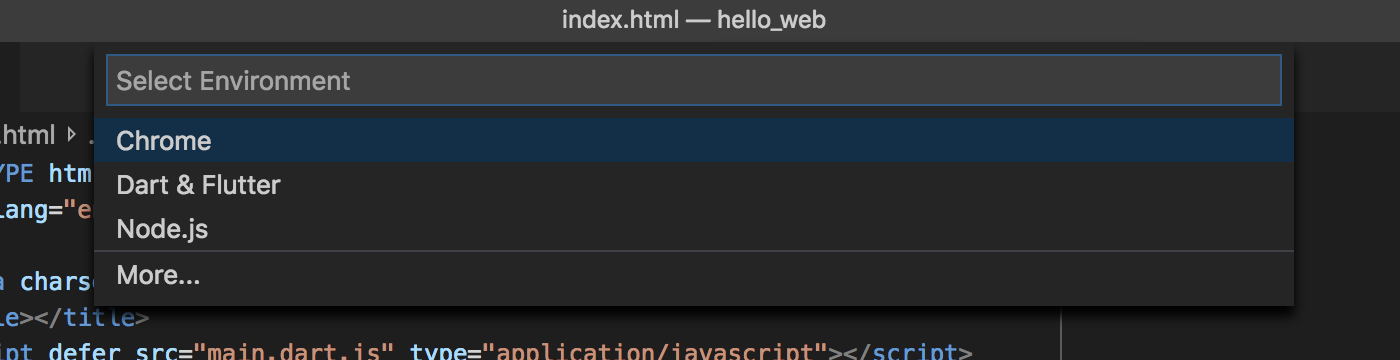 index.html — hello_web
Select Environment
.html
Chrome
YPE htm
Dart & Flutter
lang="e
Node.js
More...
a chars
le></title>
ipt defer src="main.dart.js" type="application/javascript"></script>